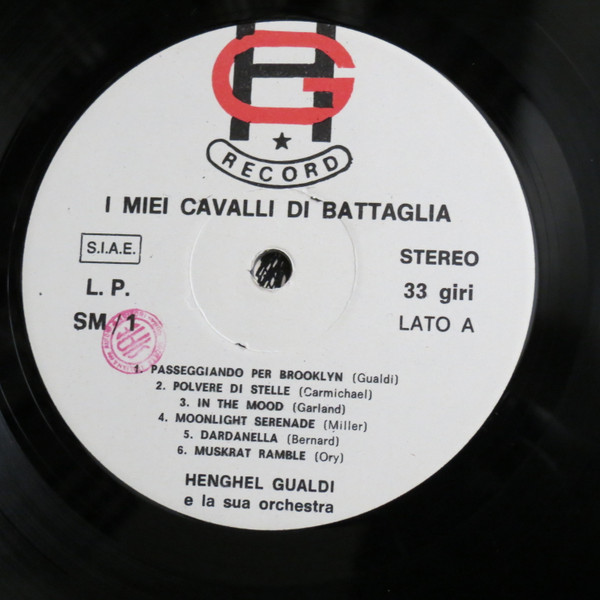 HG
RECORD
I MIEI CAVALLI DI BATTAGLIA
S.I.A.E.
STEREO
L. P.
33 giri
SM/1
LATO A
1. PASSEGGIANDO PER BROOKLYN (Gualdi)
2. POLVERE DI STELLE (Carmichael)
3. IN THE MOOD (Garland)
4. MOONLIGHT SERENADE (Miller)
5. DARDANELLA (Bernard)
6. MUSKRAT RAMBLE (Ory)
HENGHEL GUALDI
e la sua orchestra